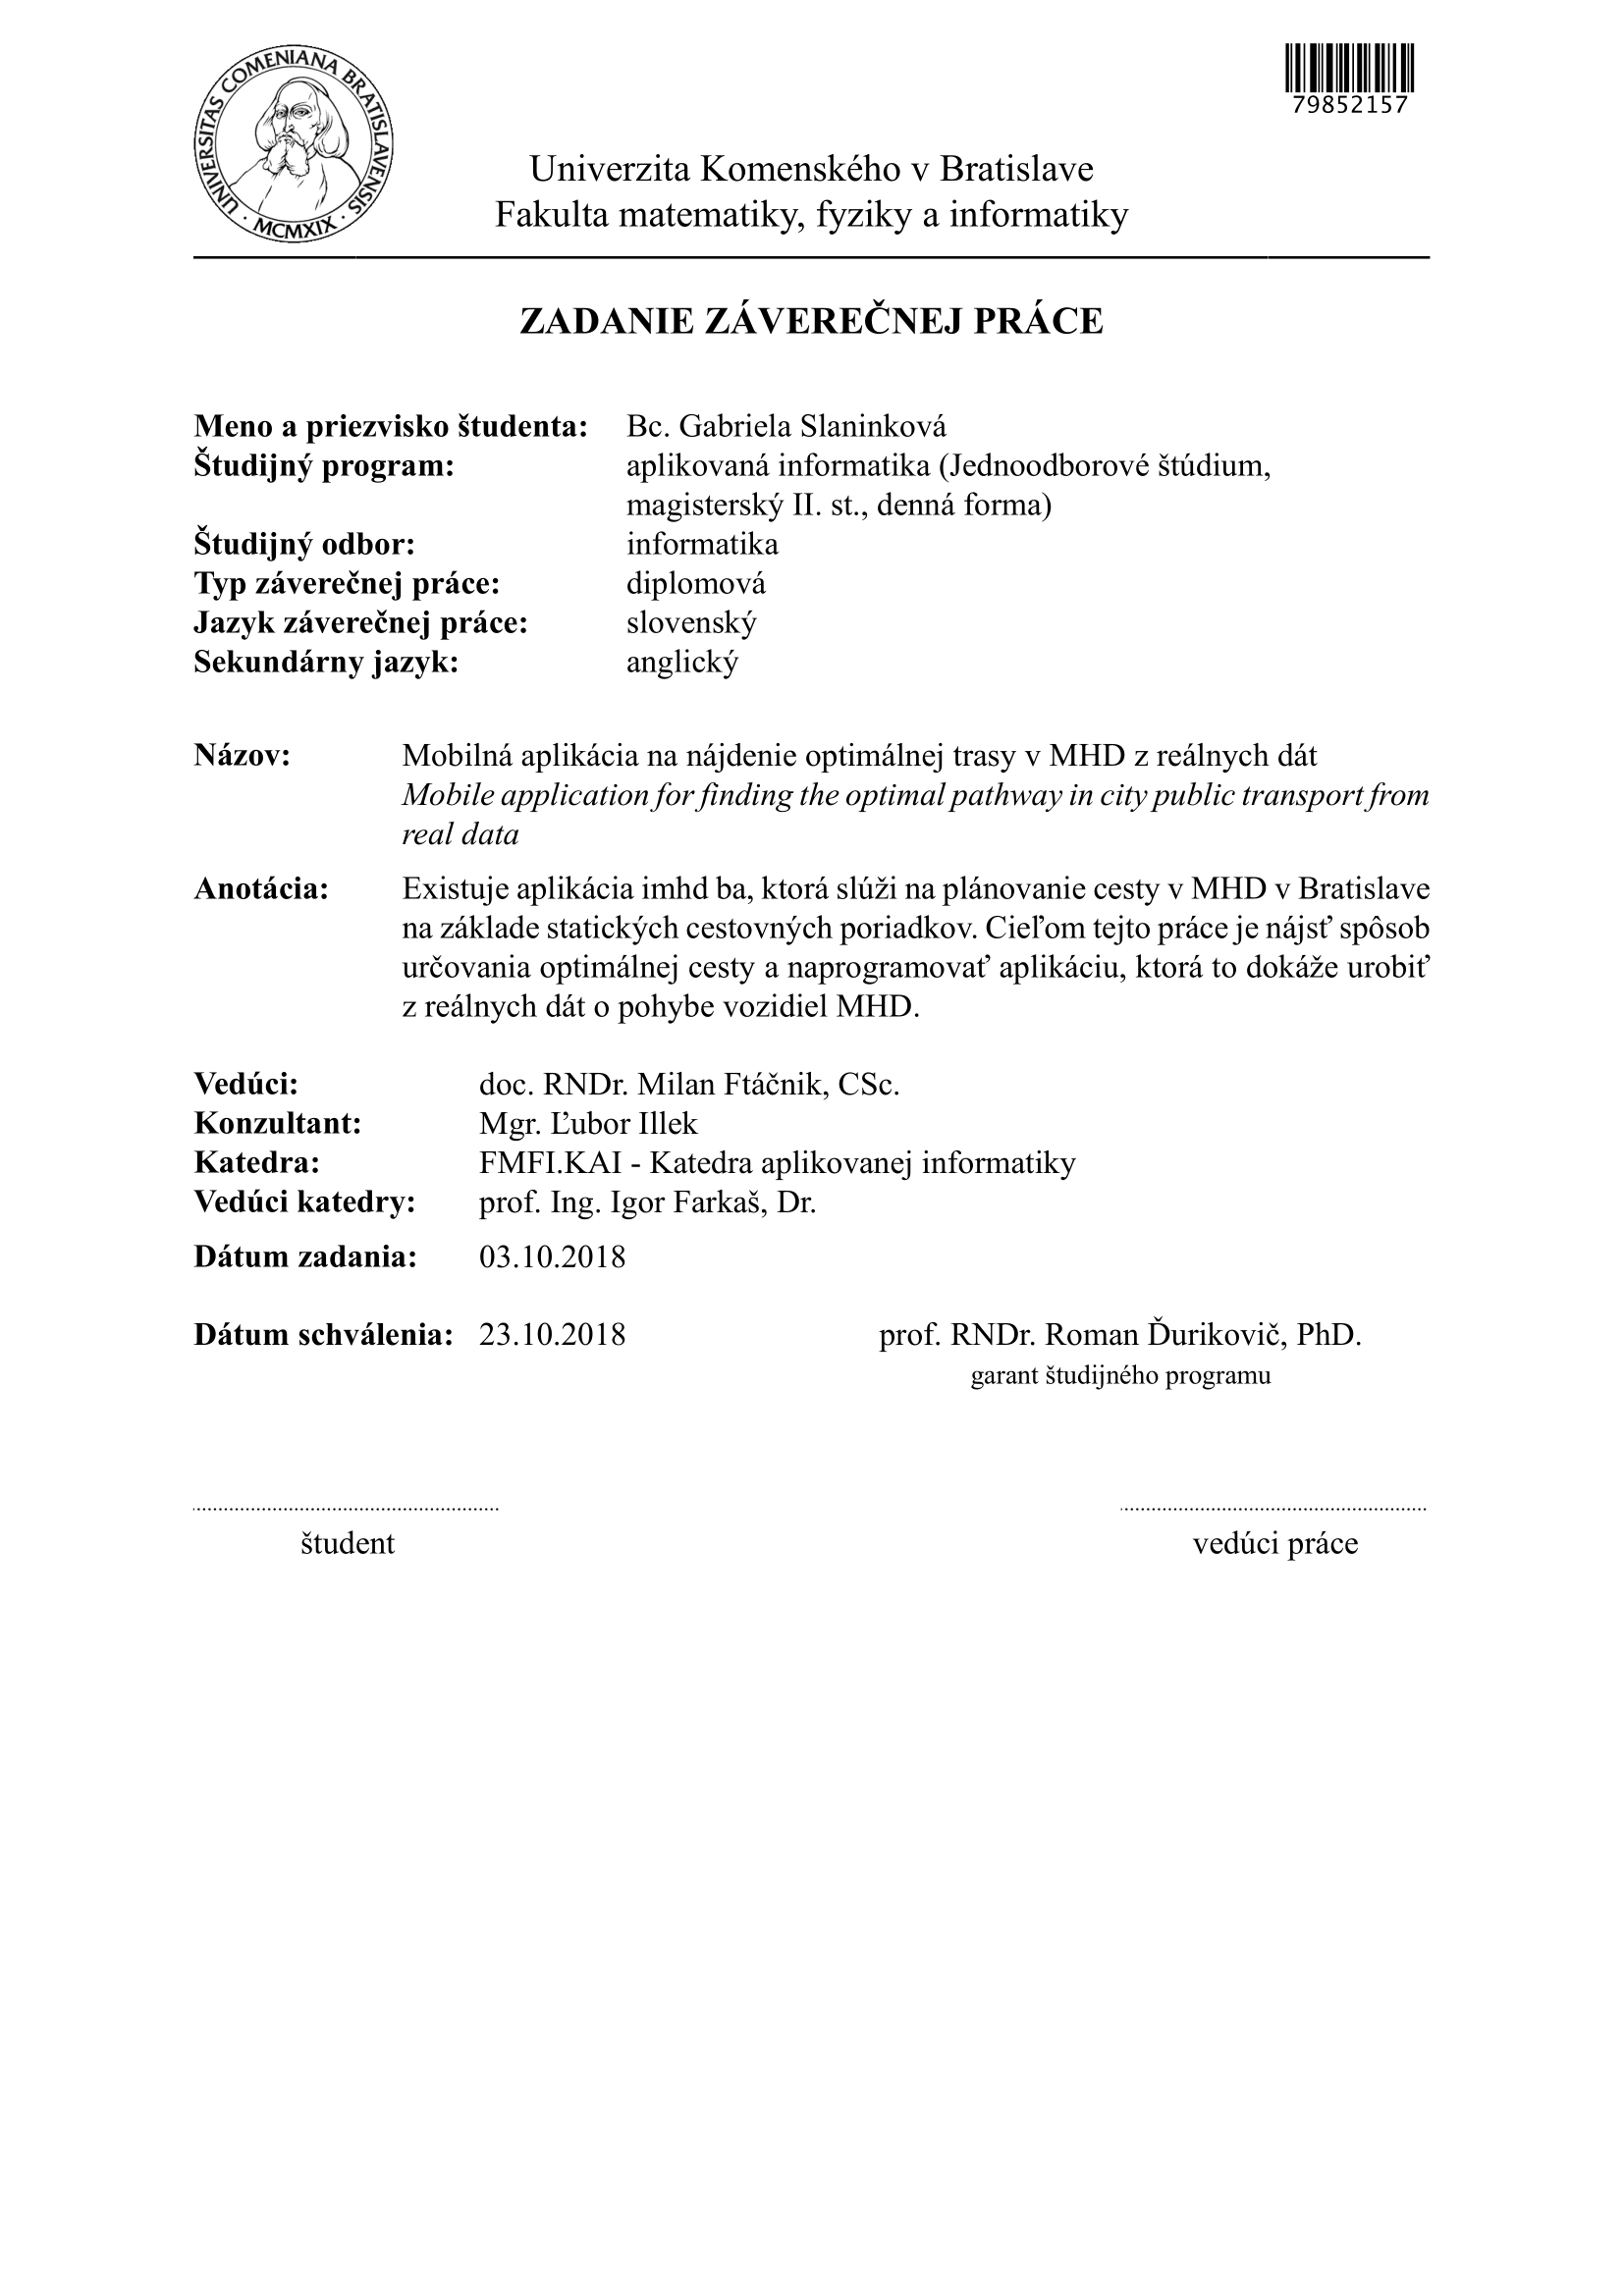 UNIVERSITAS COMENIANA BRATISLAVENSIS
· MCMXIX ·
79852157
Univerzita Komenského v Bratislave
Fakulta matematiky, fyziky a informatiky
ZADANIE ZÁVEREČNEJ PRÁCE
Meno a priezvisko študenta: Bc. Gabriela Slaninková
Študijný program: aplikovaná informatika (Jednoodborové štúdium,
magisterský II. st., denná forma)
Študijný odbor: informatika
Typ záverečnej práce: diplomová
Jazyk záverečnej práce: slovenský
Sekundárny jazyk: anglický
Názov: Mobilná aplikácia na nájdenie optimálnej trasy v MHD z reálnych dát
Mobile application for finding the optimal pathway in city public transport from
real data
Anotácia: Existuje aplikácia imhd ba, ktorá slúži na plánovanie cesty v MHD v Bratislave
na základe statických cestovných poriadkov. Cieľom tejto práce je nájsť spôsob
určovania optimálnej cesty a naprogramovať aplikáciu, ktorá to dokáže urobiť
z reálnych dát o pohybe vozidiel MHD.
Vedúci: doc. RNDr. Milan Ftáčnik, CSc.
Konzultant: Mgr. Ľubor Illek
Katedra: FMFI.KAI - Katedra aplikovanej informatiky
Vedúci katedry: prof. Ing. Igor Farkaš, Dr.
Dátum zadania: 03.10.2018
Dátum schválenia: 23.10.2018 prof. RNDr. Roman Ďurikovič, PhD.
garant študijného programu
študent vedúci práce